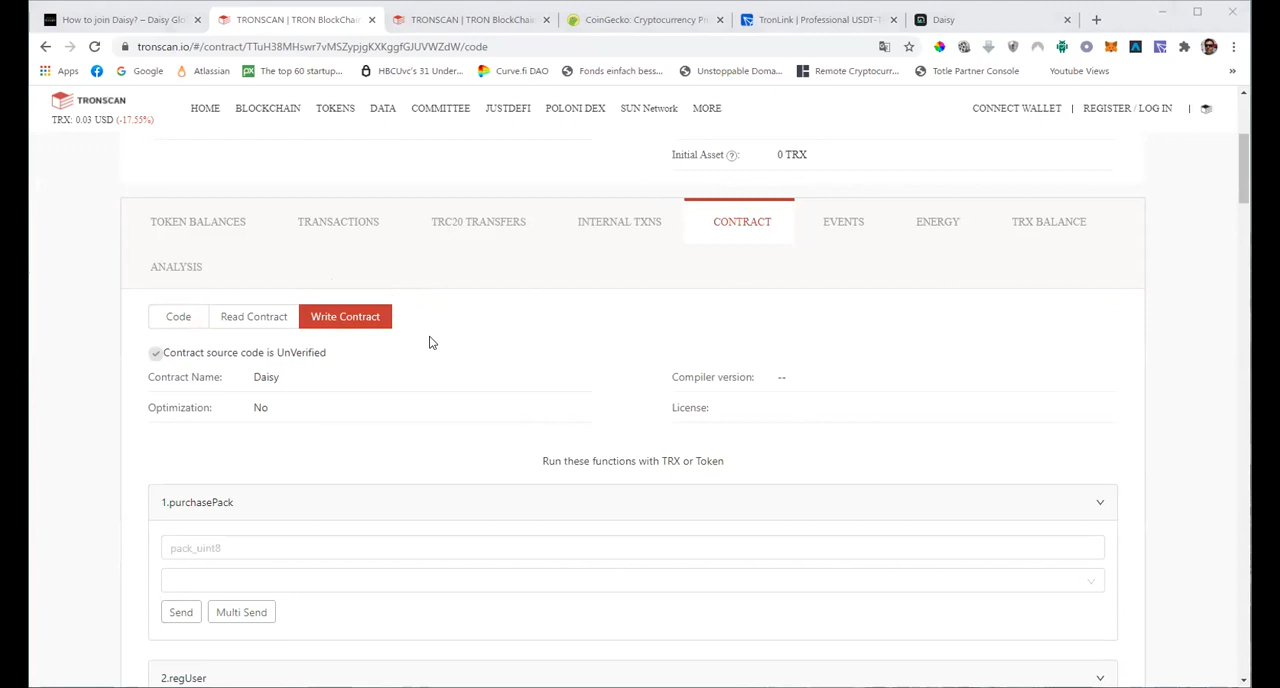 How to join Daisy? – Daisy Glo
TRONSCAN | TRON BlockChain
TRONSCAN | TRON BlockChain
CoinGecko: Cryptocurrency Pri
TronLink | Professional USDT-T
Daisy
tronscan.io/#/contract/TTuH38MHswr7vMSZypjgKXKggfGJUVWZdW/code
Apps
Google
Atlassian
The top 60 startup...
HBCUvc's 31 Under...
Curve.fi DAO
Fonds einfach bess...
Unstoppable Doma...
Remote Cryptocurr...
Totle Partner Console
Youtube Views
»
TRONSCAN
HOME
BLOCKCHAIN
TOKENS
DATA
COMMITTEE
JUSTDEFI
POLONI DEX
SUN Network
MORE
CONNECT WALLET | REGISTER / LOG IN |
TRX: 0.03 USD (-17.55%)
Initial Asset ?: 0 TRX
TOKEN BALANCES
TRANSACTIONS
TRC20 TRANSFERS
INTERNAL TXNS
CONTRACT
EVENTS
ENERGY
TRX BALANCE
ANALYSIS
Code
Read Contract
Write Contract
Contract source code is UnVerified
Contract Name: Daisy
Compiler version: --
Optimization: No
License:
Run these functions with TRX or Token
1.purchasePack
pack_uint8
Send
Multi Send
2.regUser